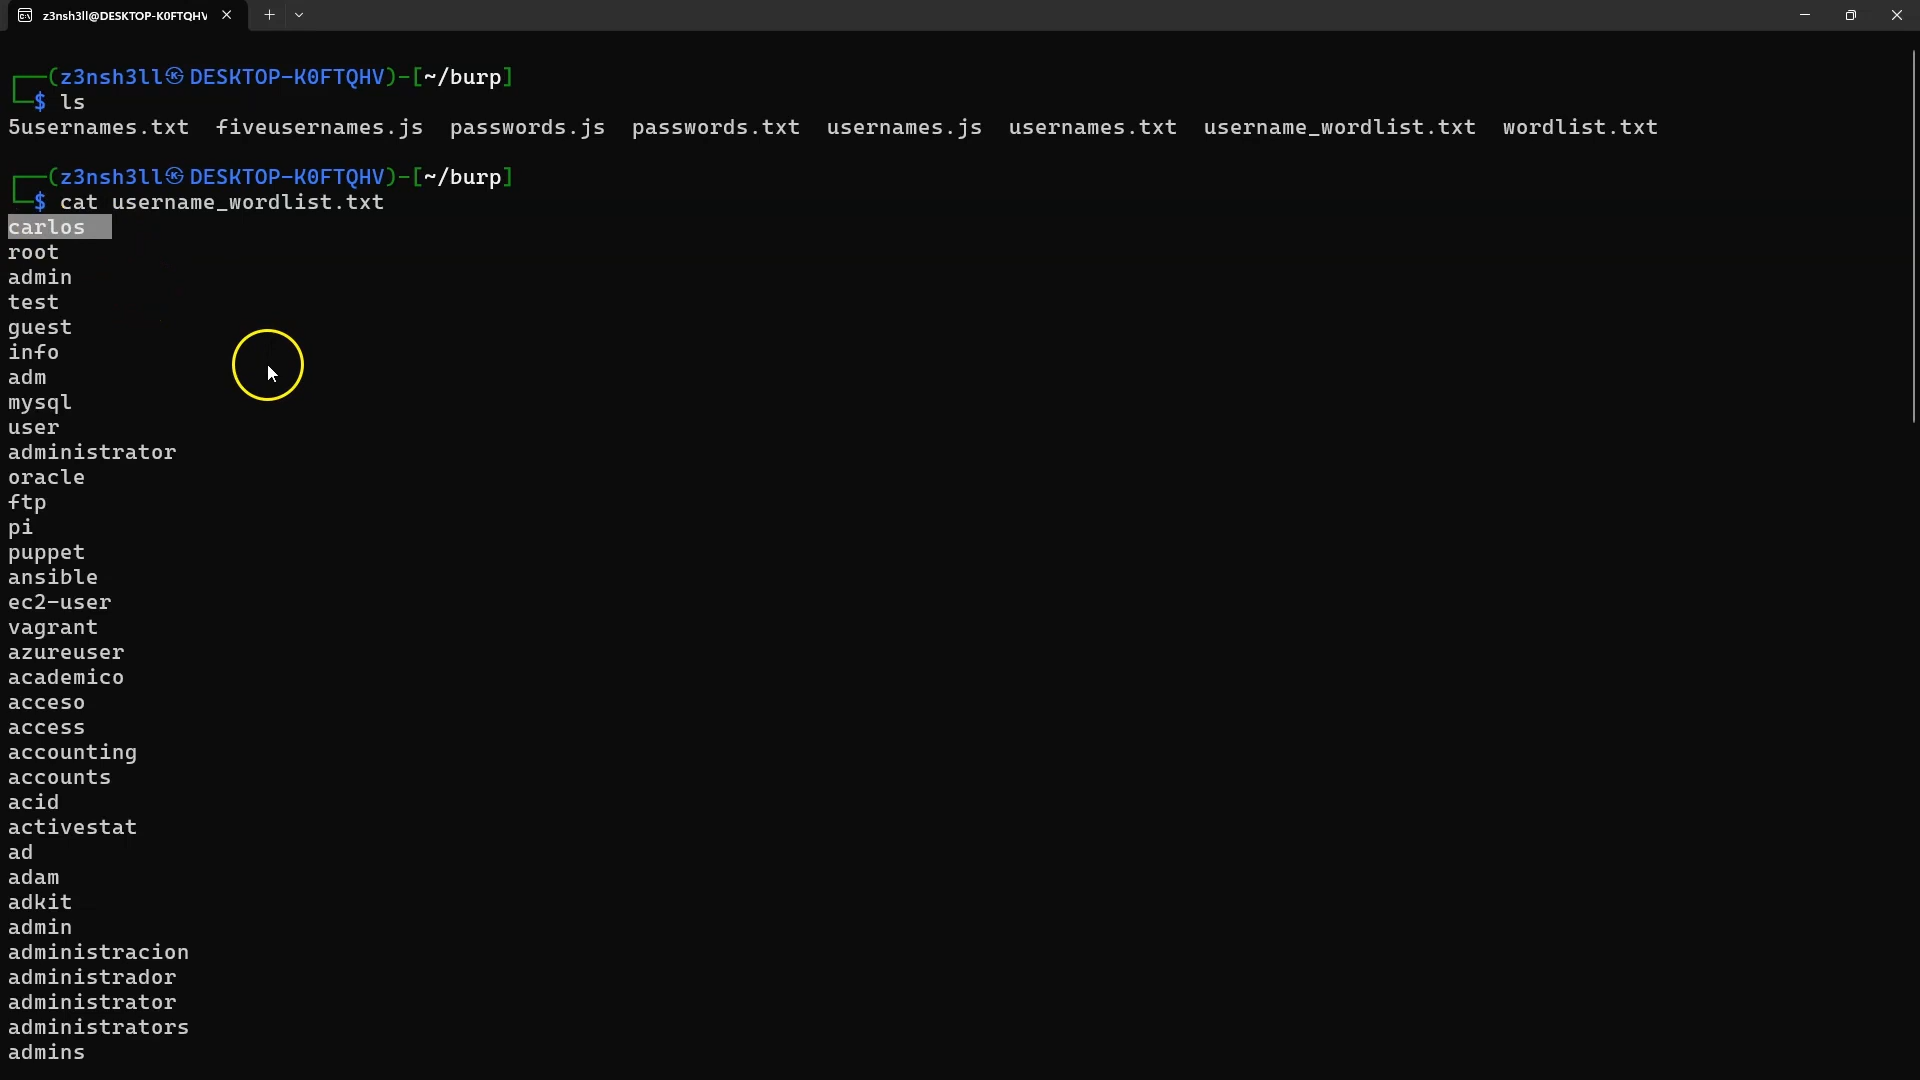 z3nsh3ll@DESKTOP-K0FTQHV
┌──(z3nsh3ll㉿DESKTOP-K0FTQHV)-[~/burp]
└─$ ls
5usernames.txt fiveusernames.js passwords.js passwords.txt usernames.js usernames.txt username_wordlist.txt wordlist.txt
┌──(z3nsh3ll㉿DESKTOP-K0FTQHV)-[~/burp]
└─$ cat username_wordlist.txt
carlos
root
admin
test
guest
info
adm
mysql
user
administrator
oracle
ftp
pi
puppet
ansible
ec2-user
vagrant
azureuser
academico
acceso
access
accounting
accounts
acid
activestat
ad
adam
adkit
admin
administracion
administrador
administrator
administrators
admins